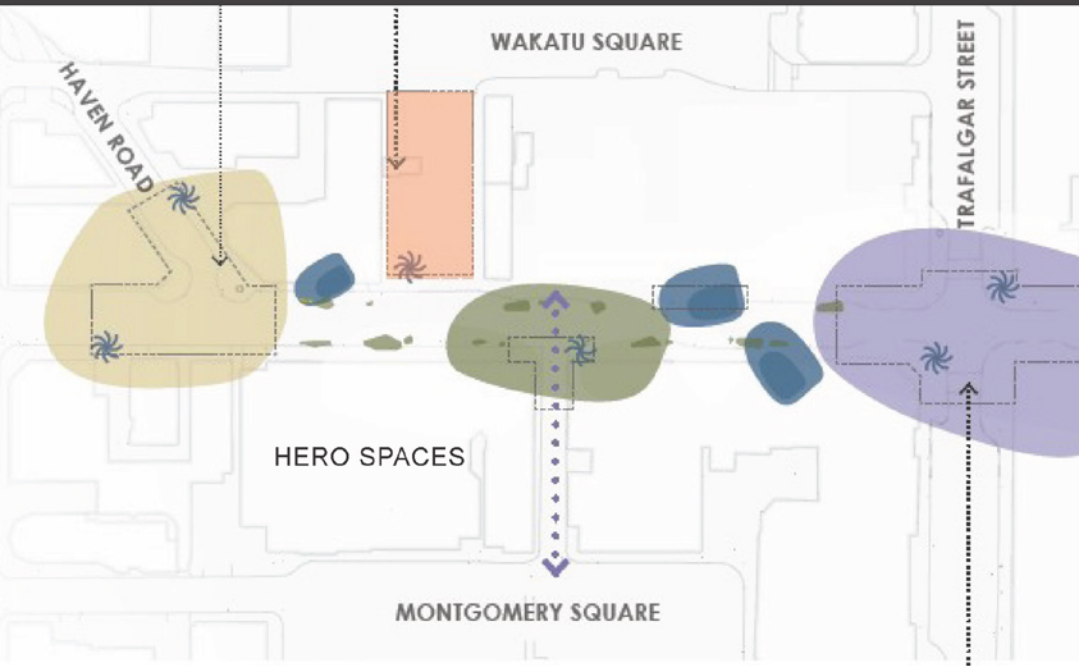 WAKATU SQUARE
HAVEN ROAD
TRAFALGAR STREET
HERO SPACES
MONTGOMERY SQUARE